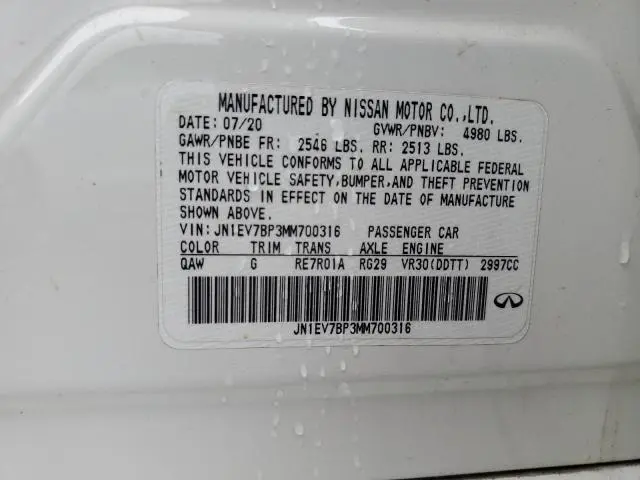 MANUFACTURED BY NISSAN MOTOR CO.,LTD.
DATE: 07/20 GVWR/PNBV: 4980 LBS.
GAWR/PNBE FR: 2546 LBS. RR: 2513 LBS.
THIS VEHICLE CONFORMS TO ALL APPLICABLE FEDERAL
MOTOR VEHICLE SAFETY,BUMPER,AND THEFT PREVENTION
STANDARDS IN EFFECT ON THE DATE OF MANUFACTURE
SHOWN ABOVE.
VIN: JN1EV7BP3MM700316 PASSENGER CAR
COLOR TRIM TRANS AXLE ENGINE
QAW G RE7R01A RG29 VR30(DDTT) 2997CC
JN1EV7BP3MM700316